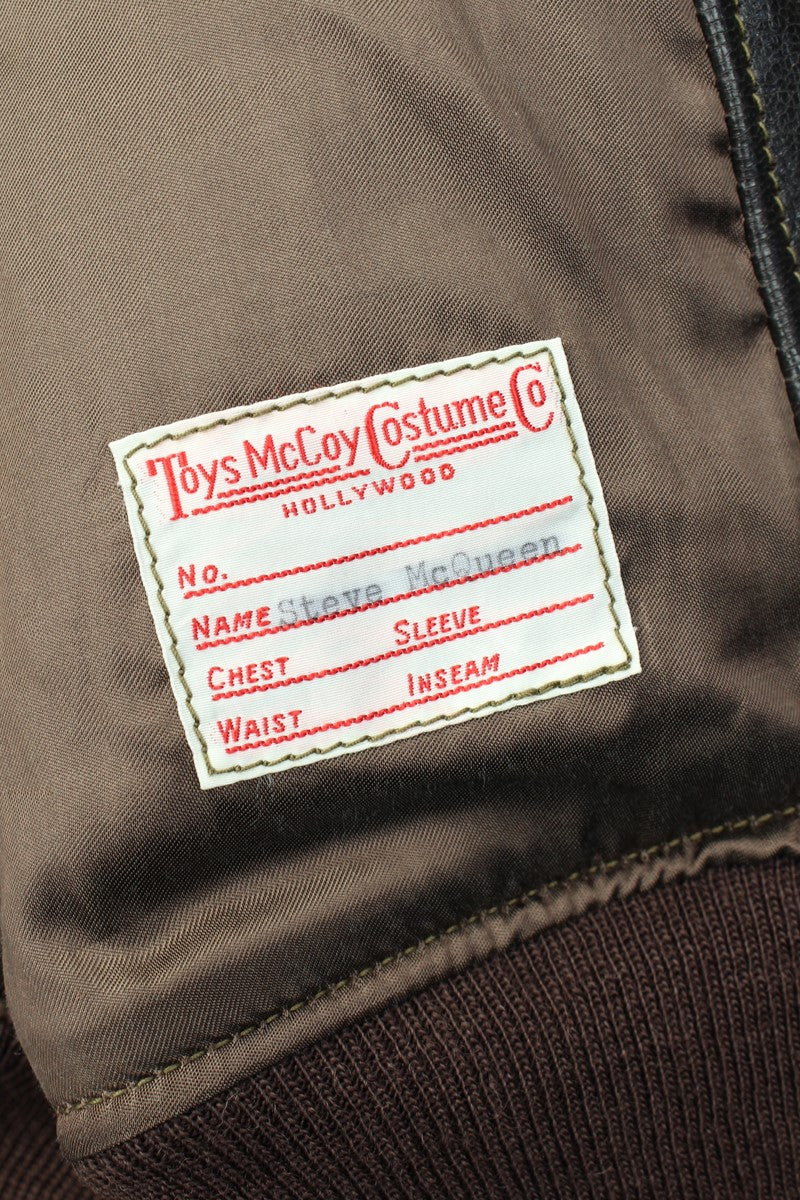 Toys McCoy Costume Co
HOLLYWOOD
No.
NAME Steve McQueen
CHEST SLEEVE
WAIST INSEAM